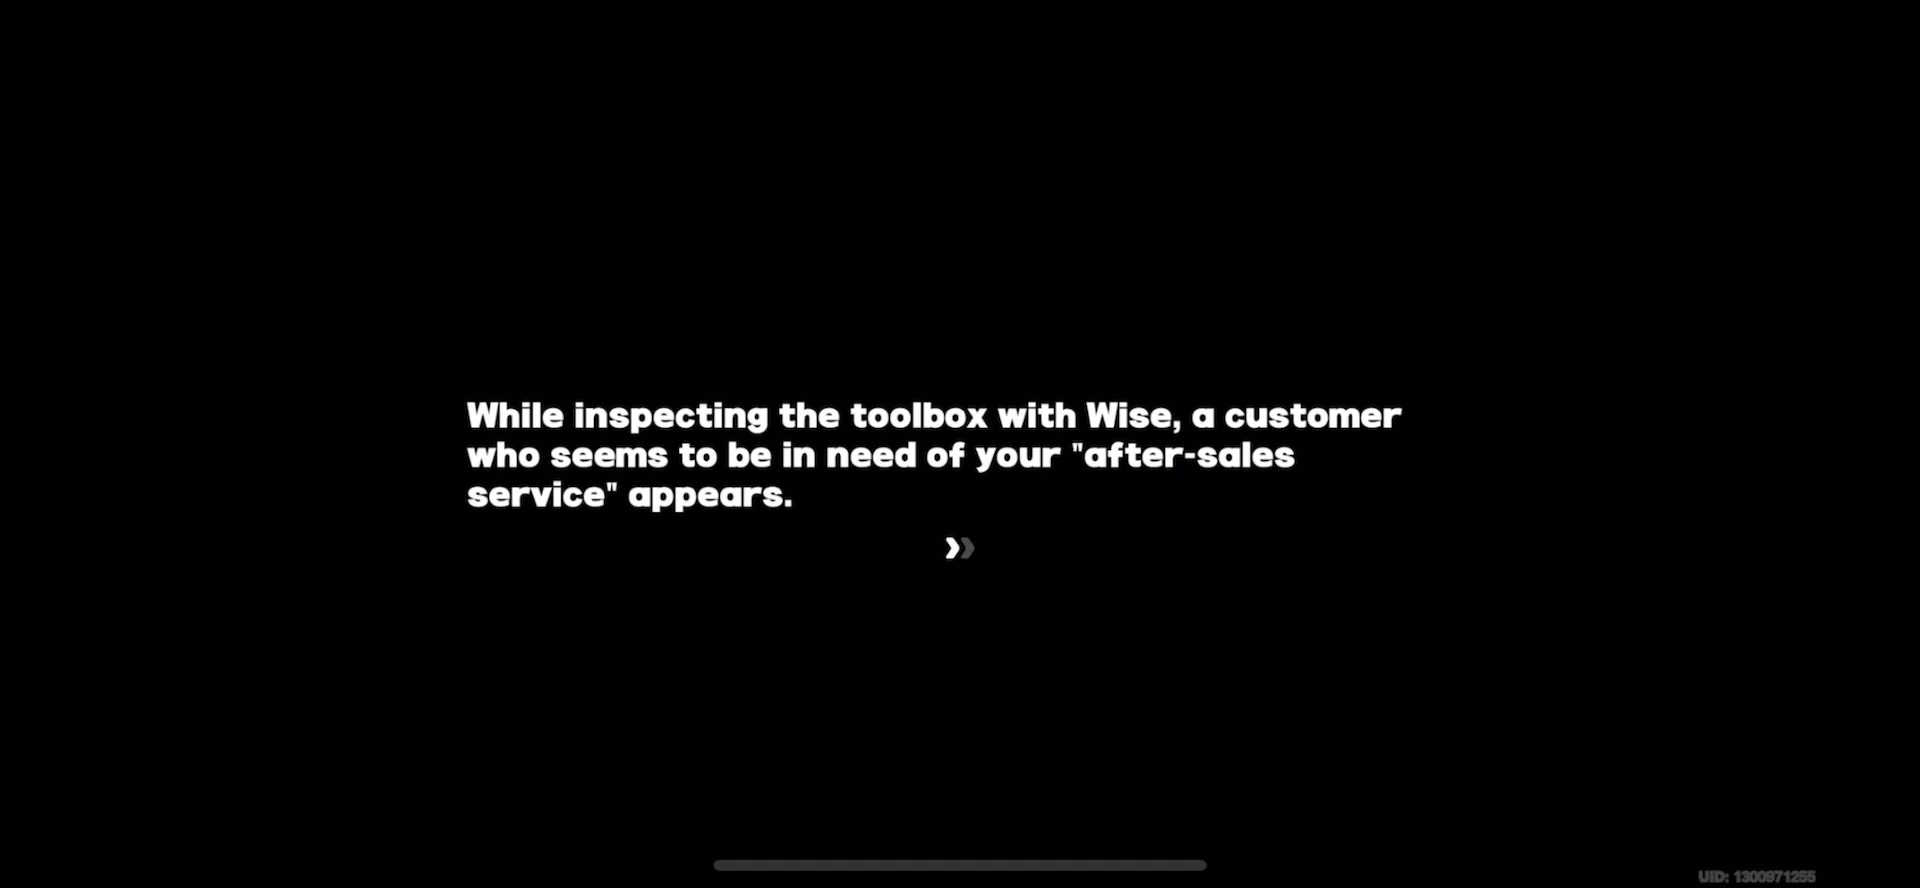 While inspecting the toolbox with Wise, a customer
who seems to be in need of your "after-sales
service" appears.
UID: 1300971255